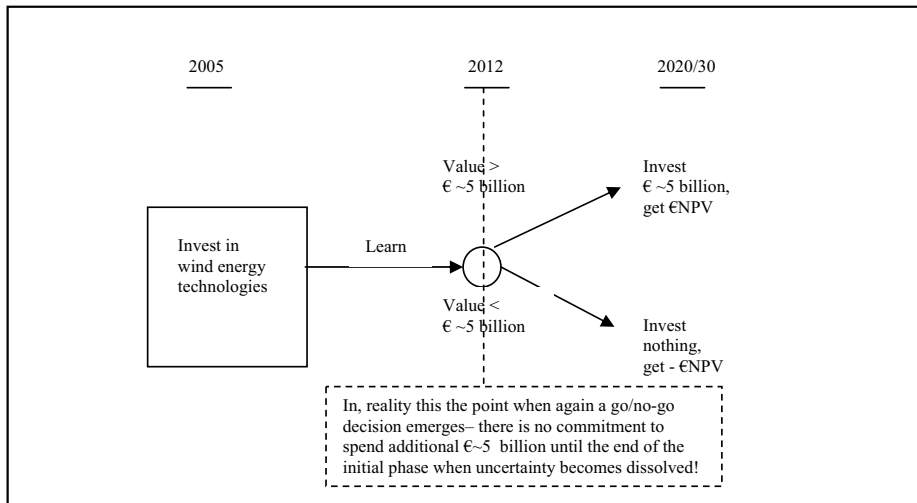 2005
2012
2020/30
Value >
€ ~5 billion
Invest
€ ~5 billion,
get €NPV
Invest in
wind energy
technologies
Learn
Value <
€ ~5 billion
Invest
nothing,
get - €NPV
In, reality this the point when again a go/no-go
decision emerges– there is no commitment to
spend additional €~5  billion until the end of the
initial phase when uncertainty becomes dissolved!